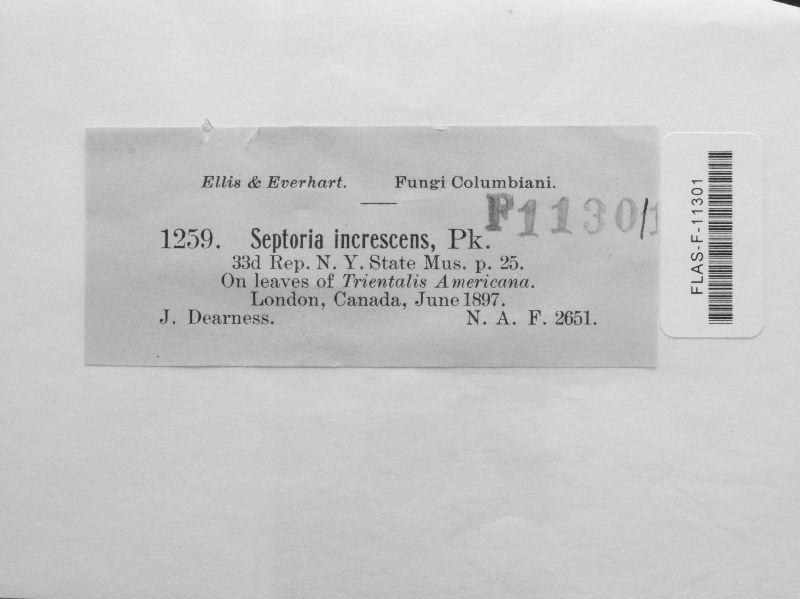 Ellis & Everhart. Fungi Columbiani.
F11301
1259. Septoria increscens, Pk.
33d Rep. N. Y. State Mus. p. 25.
On leaves of Trientalis Americana.
London, Canada, June 1897.
J. Dearness. N. A. F. 2651.
FLAS-F-11301